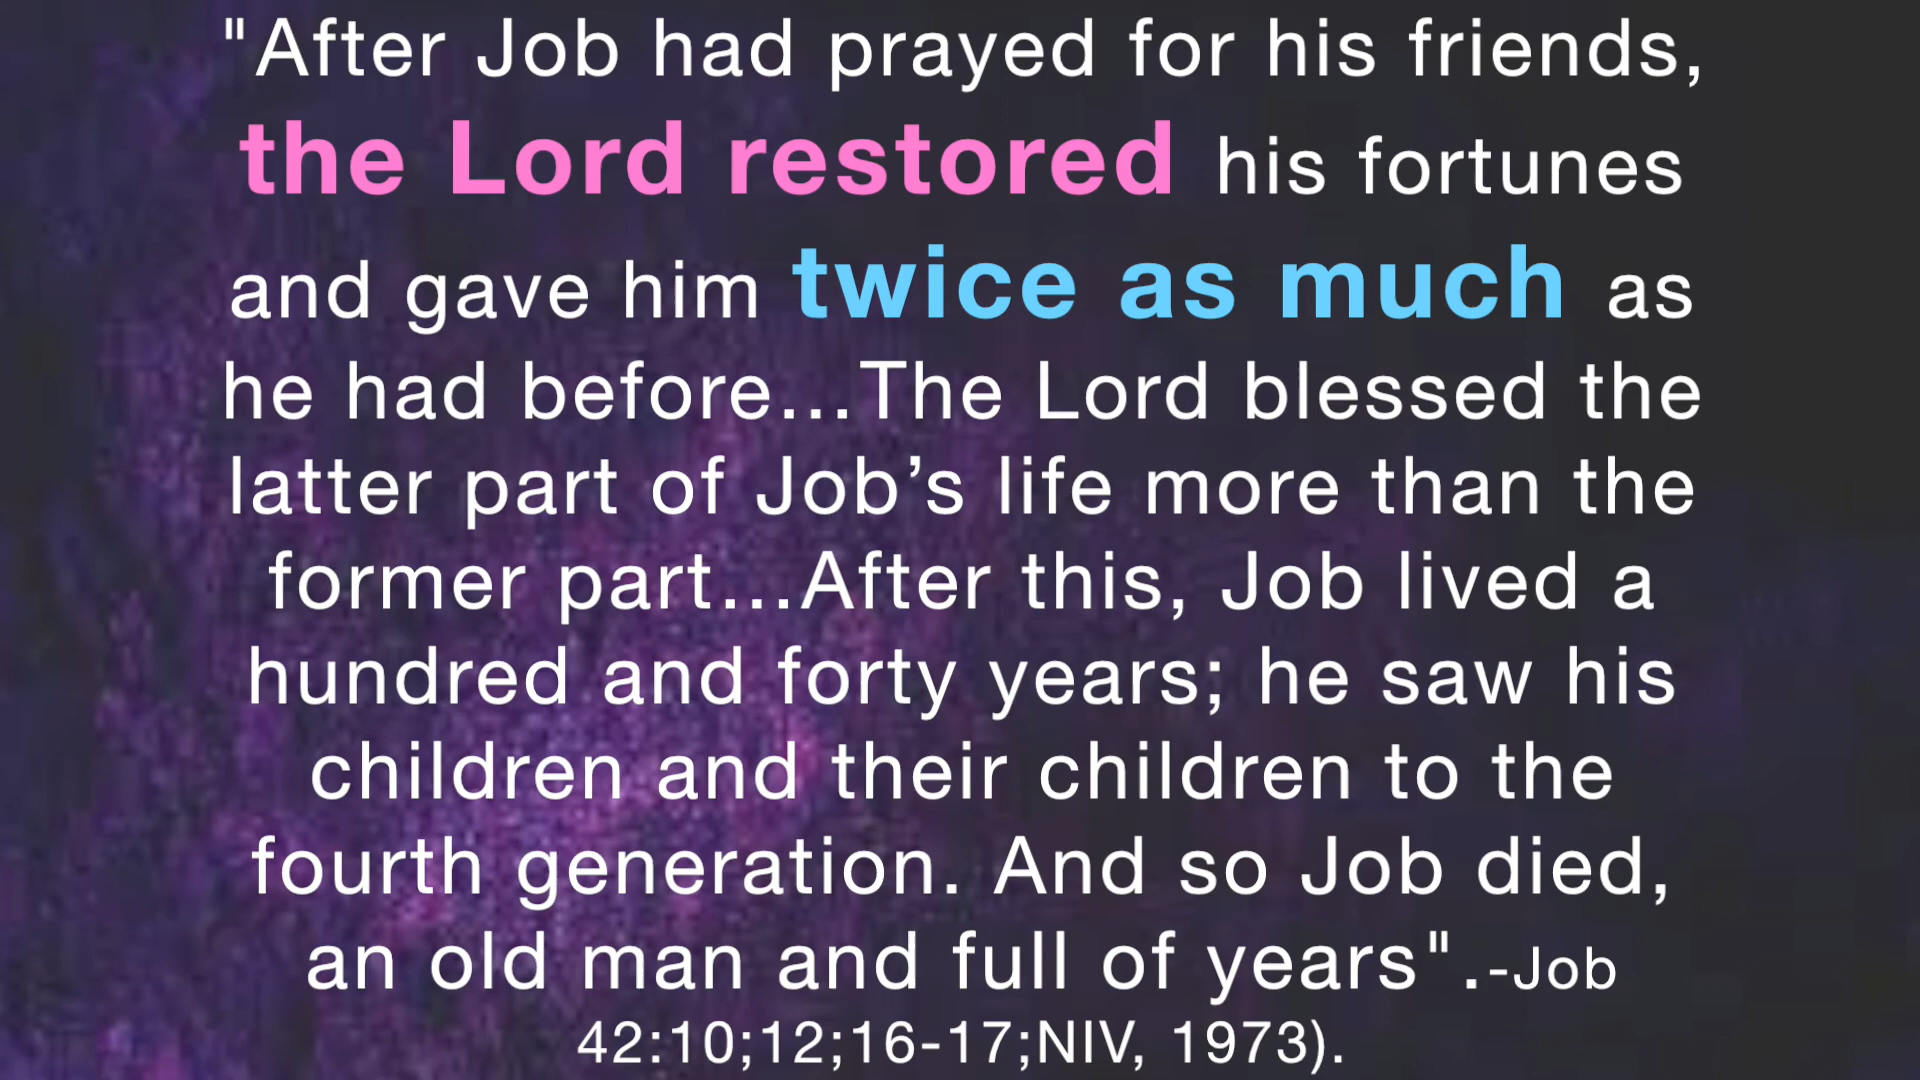 "After Job had prayed for his friends,
the Lord restored his fortunes
and gave him twice as much as
he had before...The Lord blessed the
latter part of Job’s life more than the
former part...After this, Job lived a
hundred and forty years; he saw his
children and their children to the
fourth generation. And so Job died,
an old man and full of years".-Job
42:10;12;16-17;NIV, 1973).